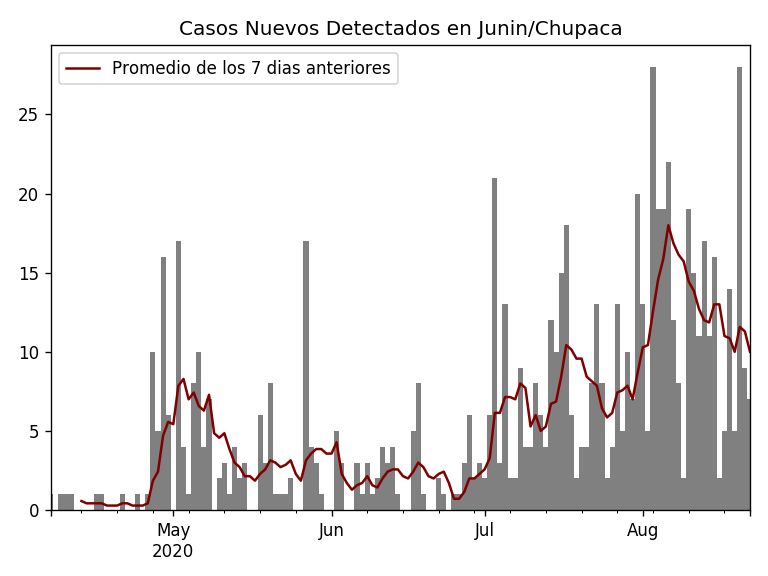 Casos Nuevos Detectados en Junin/Chupaca
Promedio de los 7 dias anteriores
25
20
15
10
5
0
May
2020
Jun
Jul
Aug